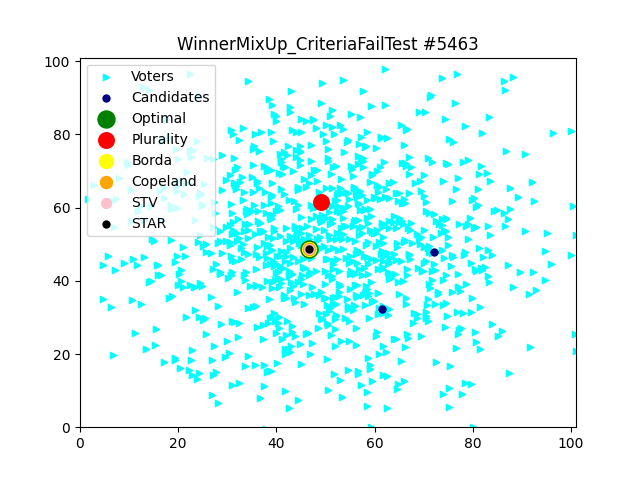 WinnerMixUp_CriteriaFailTest #5463
100
80
60
40
20
0
0
20
40
60
80
100
Voters
Candidates
Optimal
Plurality
Borda
Copeland
STV
STAR